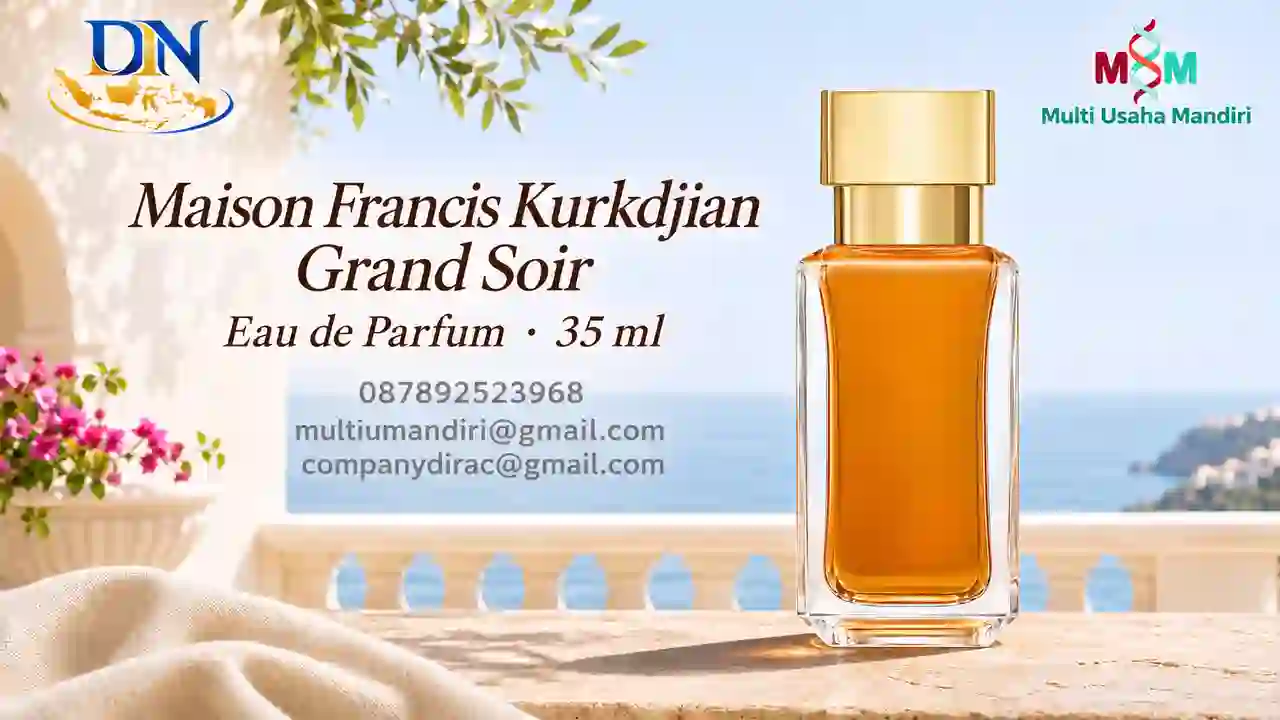 DN
M M
Multi Usaha Mandiri
Maison Francis Kurkdjian
Grand Soir
Eau de Parfum · 35 ml
087892523968
multiumandiri@gmail.com
companydirac@gmail.com